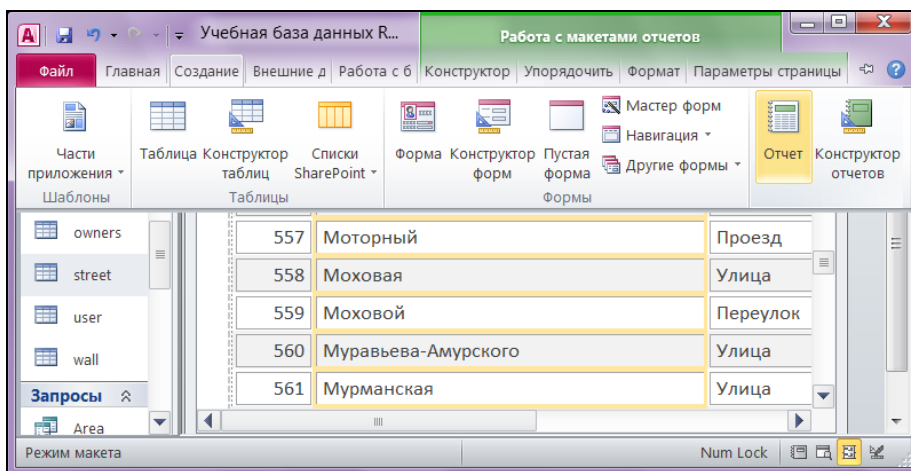 Учебная база данных R...
Работа с макетами отчетов
Файл Главная Создание Внешние д Работа с б Конструктор Упорядочить Формат Параметры страницы
Части приложения
Шаблоны
Таблица Конструктор таблиц Списки SharePoint
Таблицы
Форма Конструктор форм Пустая форма
Мастер форм
Навигация
Другие формы
Формы
Отчет Конструктор отчетов
owners
street
user
wall
Запросы
Area
557 Моторный Проезд
558 Моховая Улица
559 Моховой Переулок
560 Муравьева-Амурского Улица
561 Мурманская Улица
Режим макета
Num Lock